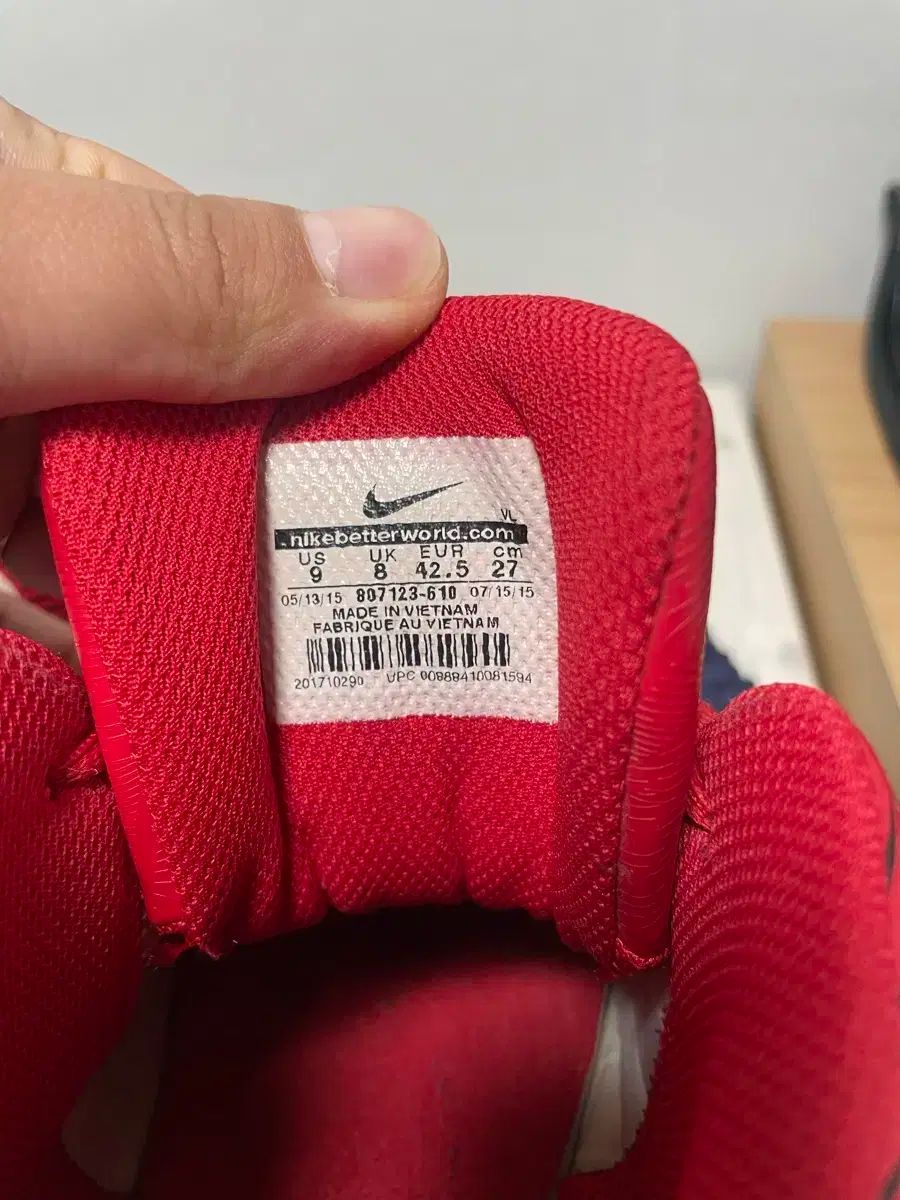 VL
nikebetterworld.com
US UK EUR cm
9 8 42.5 27
05/13/15 807123-610 07/15/15
MADE IN VIETNAM
FABRIQUE AU VIETNAM
201710290 UPC 00888410081594